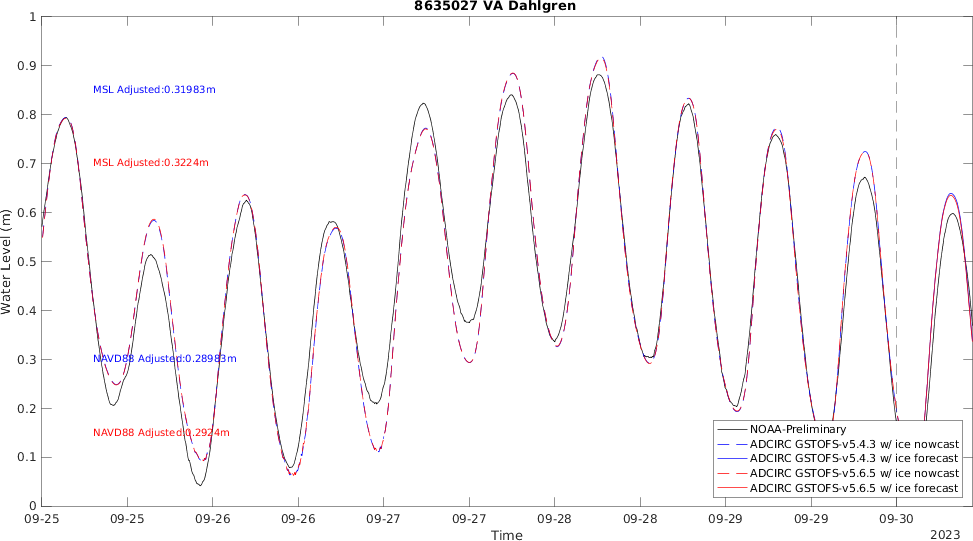 8635027 VA Dahlgren
Water Level (m)
1
0.9
0.8
0.7
0.6
0.5
0.4
0.3
0.2
0.1
0
MSL Adjusted:0.31983m
MSL Adjusted:0.3224m
NAVD88 Adjusted:0.28983m
NAVD88 Adjusted:0.2924m
NOAA-Preliminary
ADCIRC GSTOFS-v5.4.3 w/ ice nowcast
ADCIRC GSTOFS-v5.4.3 w/ ice forecast
ADCIRC GSTOFS-v5.6.5 w/ ice nowcast
ADCIRC GSTOFS-v5.6.5 w/ ice forecast
09-25 09-25 09-26 09-26 09-27 09-27 09-28 09-28 09-29 09-29 09-30
Time
2023